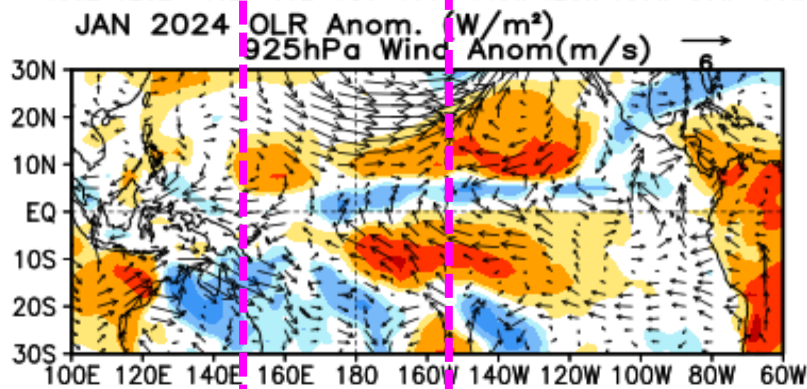 JAN 2024 OLR Anom. (W/m²)
925hPa Wind Anom(m/s)
6
30N
20N
10N
EQ
10S
20S
30S
100E 120E 140E 160E 180 160W 140W 120W 100W 80W 60W